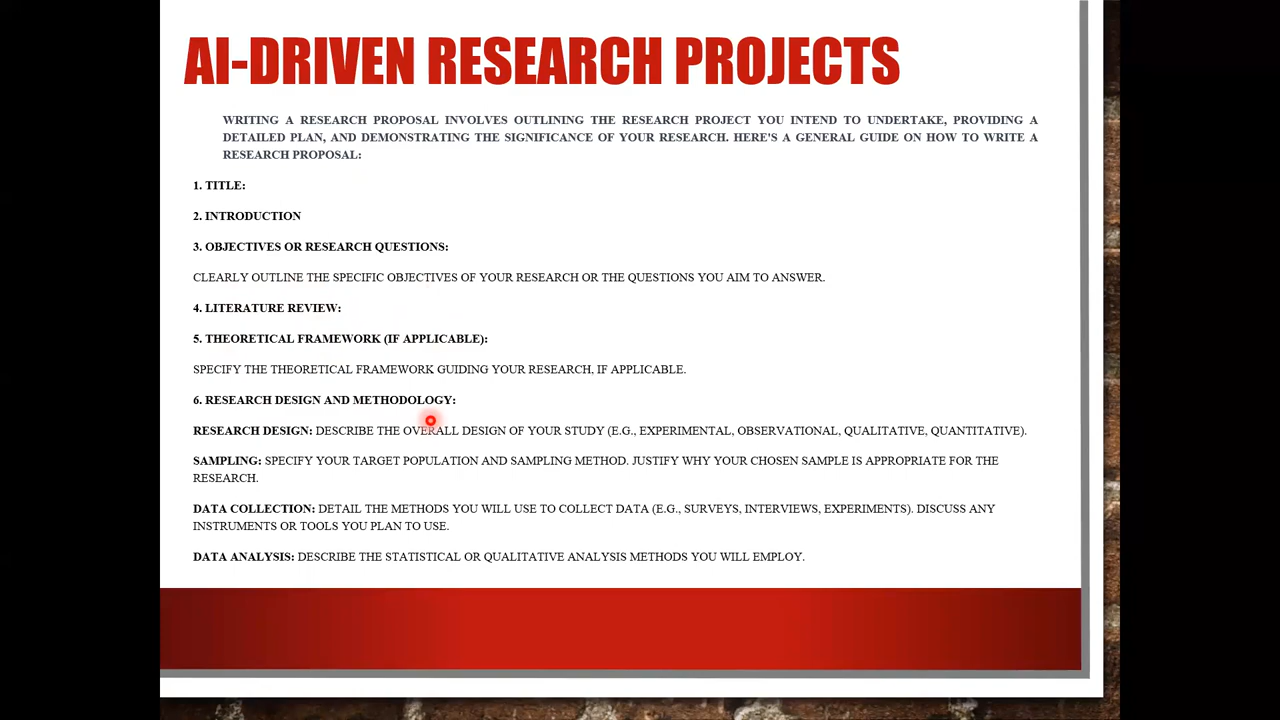 AI-DRIVEN RESEARCH PROJECTS
WRITING A RESEARCH PROPOSAL INVOLVES OUTLINING THE RESEARCH PROJECT YOU INTEND TO UNDERTAKE, PROVIDING A
DETAILED PLAN, AND DEMONSTRATING THE SIGNIFICANCE OF YOUR RESEARCH. HERE'S A GENERAL GUIDE ON HOW TO WRITE A
RESEARCH PROPOSAL:
1. TITLE:
2. INTRODUCTION
3. OBJECTIVES OR RESEARCH QUESTIONS:
CLEARLY OUTLINE THE SPECIFIC OBJECTIVES OF YOUR RESEARCH OR THE QUESTIONS YOU AIM TO ANSWER.
4. LITERATURE REVIEW:
5. THEORETICAL FRAMEWORK (IF APPLICABLE):
SPECIFY THE THEORETICAL FRAMEWORK GUIDING YOUR RESEARCH, IF APPLICABLE.
6. RESEARCH DESIGN AND METHODOLOGY:
RESEARCH DESIGN: DESCRIBE THE OVERALL DESIGN OF YOUR STUDY (E.G., EXPERIMENTAL, OBSERVATIONAL, QUALITATIVE, QUANTITATIVE).
SAMPLING: SPECIFY YOUR TARGET POPULATION AND SAMPLING METHOD. JUSTIFY WHY YOUR CHOSEN SAMPLE IS APPROPRIATE FOR THE
RESEARCH.
DATA COLLECTION: DETAIL THE METHODS YOU WILL USE TO COLLECT DATA (E.G., SURVEYS, INTERVIEWS, EXPERIMENTS). DISCUSS ANY
INSTRUMENTS OR TOOLS YOU PLAN TO USE.
DATA ANALYSIS: DESCRIBE THE STATISTICAL OR QUALITATIVE ANALYSIS METHODS YOU WILL EMPLOY.